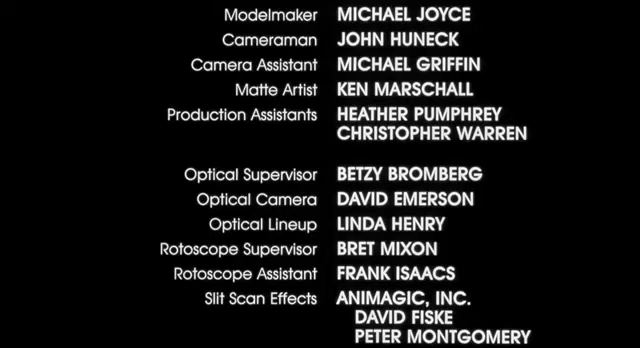 Modelmaker MICHAEL JOYCE
Cameraman JOHN HUNECK
Camera Assistant MICHAEL GRIFFIN
Matte Artist KEN MARSCHALL
Production Assistants HEATHER PUMPHREY
CHRISTOPHER WARREN
Optical Supervisor BETZY BROMBERG
Optical Camera DAVID EMERSON
Optical Lineup LINDA HENRY
Rotoscope Supervisor BRET MIXON
Rotoscope Assistant FRANK ISAACS
Slit Scan Effects ANIMAGIC, INC.
DAVID FISKE
PETER MONTGOMERY